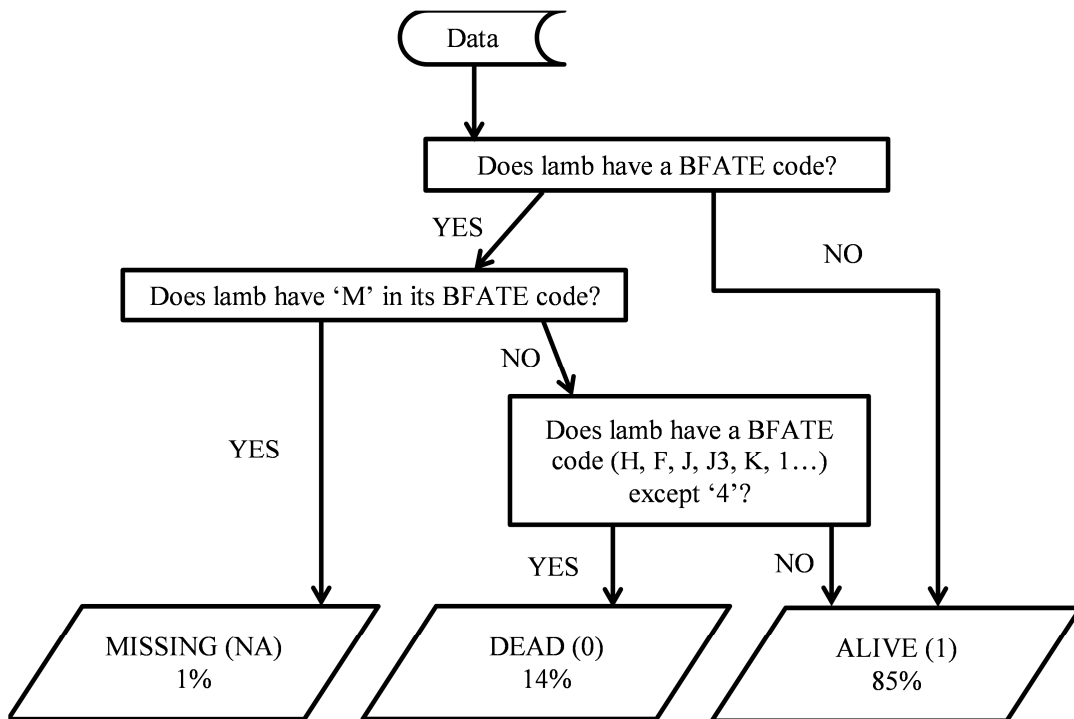 Data
Does lamb have a BFATE code?
YES
NO
Does lamb have ‘M’ in its BFATE code?
NO
YES
Does lamb have a BFATE
code (H, F, J, J3, K, 1…)
except ‘4’?
YES
NO
MISSING (NA)
1%
DEAD (0)
14%
ALIVE (1)
85%